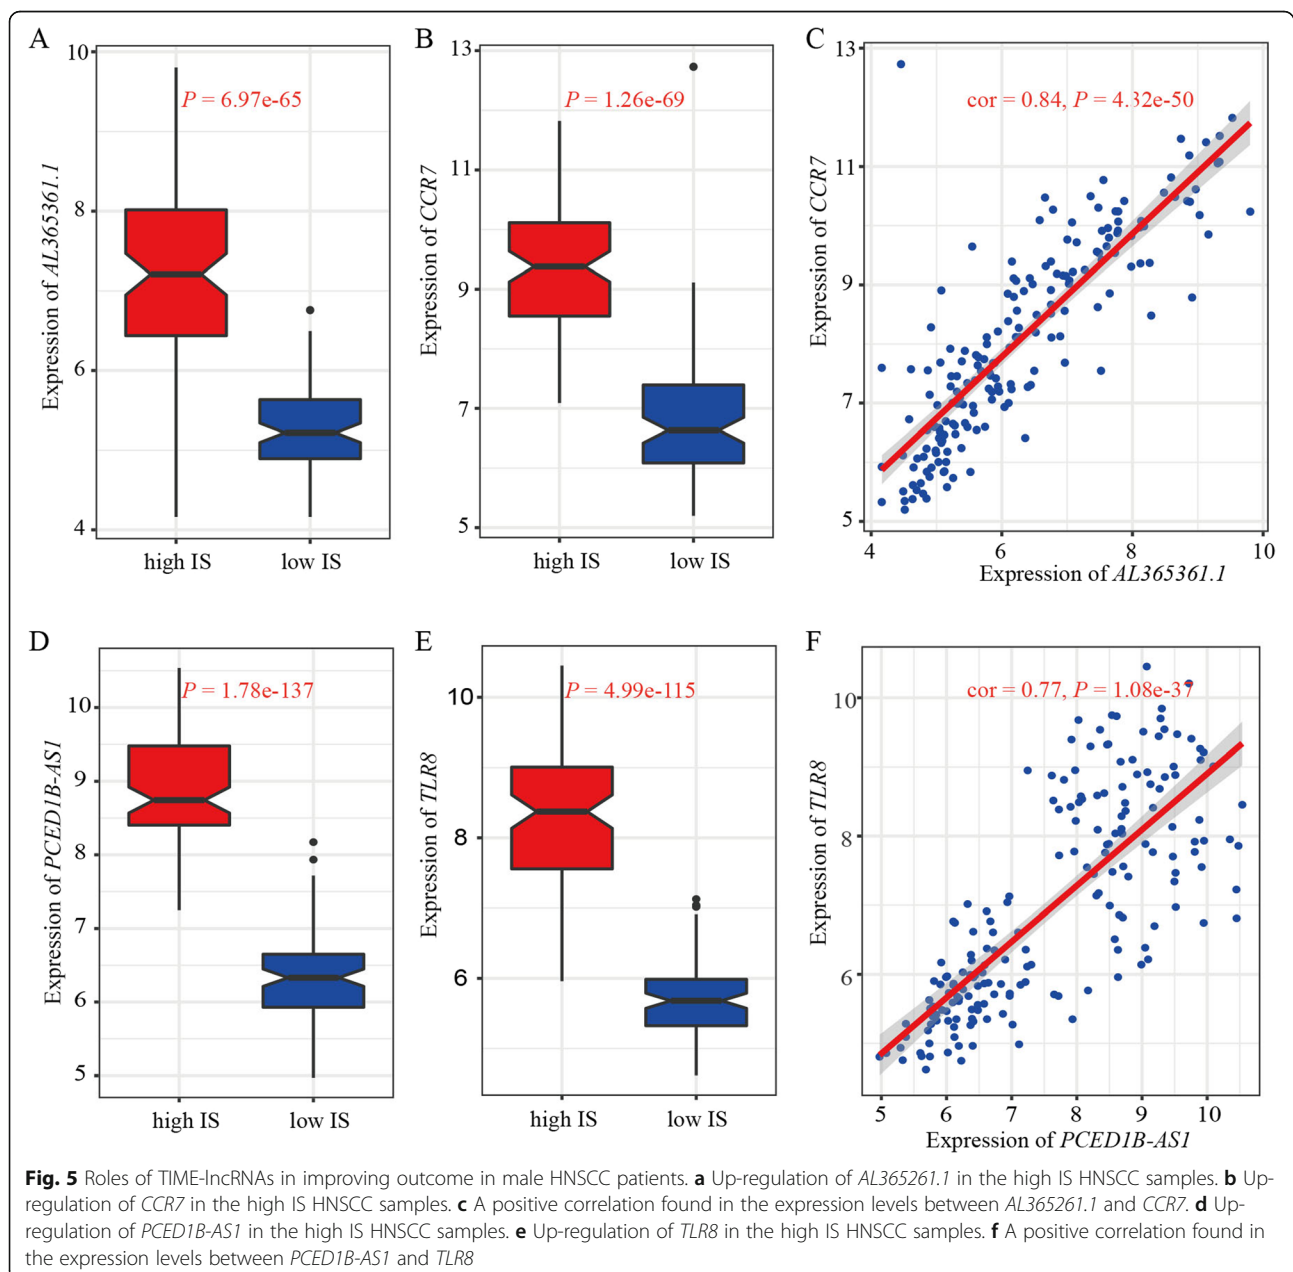 A
B
C
10
8
6
4
Expression of AL365361.1
P = 6.97e-65
high IS
low IS
13
11
9
7
5
Expression of CCR7
P = 1.26e-69
high IS
low IS
13
11
9
7
5
Expression of CCR7
cor = 0.84, P = 4.32e-50
4
6
8
10
Expression of AL365361.1
D
E
F
10
9
8
7
6
5
Expression of PCED1B-AS1
P = 1.78e-137
high IS
low IS
10
8
6
Expression of TLR8
P = 4.99e-115
high IS
low IS
10
8
6
Expression of TLR8
cor = 0.77, P = 1.08e-37
5
6
7
8
9
10
Expression of PCED1B-AS1
Fig. 5 Roles of TIME-lncRNAs in improving outcome in male HNSCC patients. a Up-regulation of AL365261.1 in the high IS HNSCC samples. b Up-
regulation of CCR7 in the high IS HNSCC samples. c A positive correlation found in the expression levels between AL365261.1 and CCR7. d Up-
regulation of PCED1B-AS1 in the high IS HNSCC samples. e Up-regulation of TLR8 in the high IS HNSCC samples. f A positive correlation found in
the expression levels between PCED1B-AS1 and TLR8